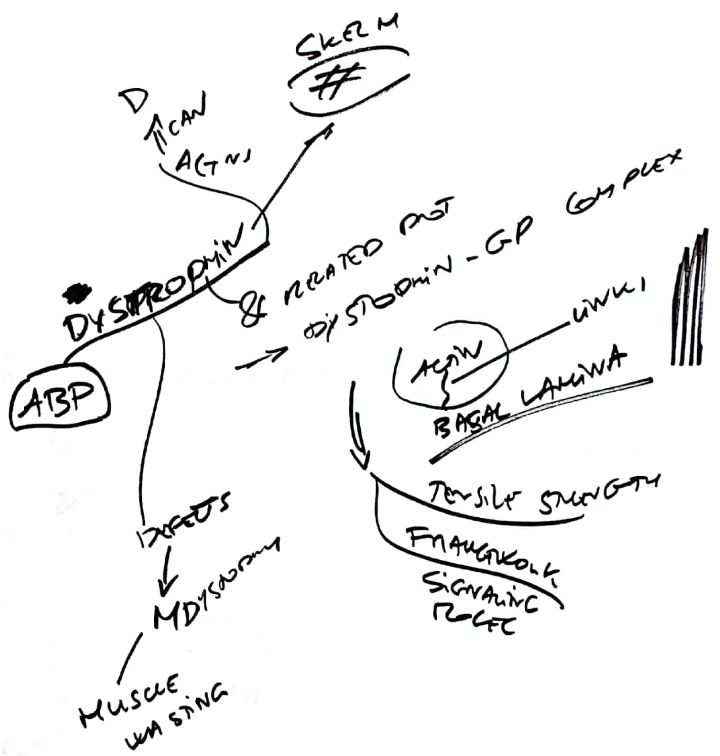 SKEL M
#
D
CAN
ACTNS
DYSTROPHIN
& RELATED PROT
DYSTROPHIN - GP COMPLEX
ABP
ACTIN
LINKS
BASAL LAMINA
TENSILE STRENGTH
FRAMEWORK
SIGNALING
DEFECTS
MDYSTROPHY
MUSCLE
WASTING